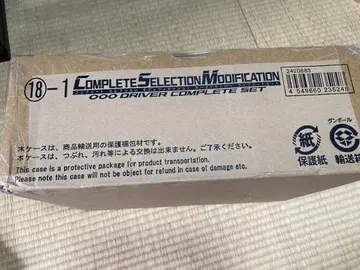 ⑱-1 COMPLETE SELECTION MODIFICATION
OOO DRIVER COMPLETE SET
2420683
4 549660 235248
本ケースは、商品輸送用の保護梱包材です。
本ケースは、つぶれ、汚れ等による交換は出来ません。ご了承ください。
This case is a protective package for product transportation.
Please note this case will not be object for refund in case of damage etc.
紙
保護紙
ダンボール
輸送箱